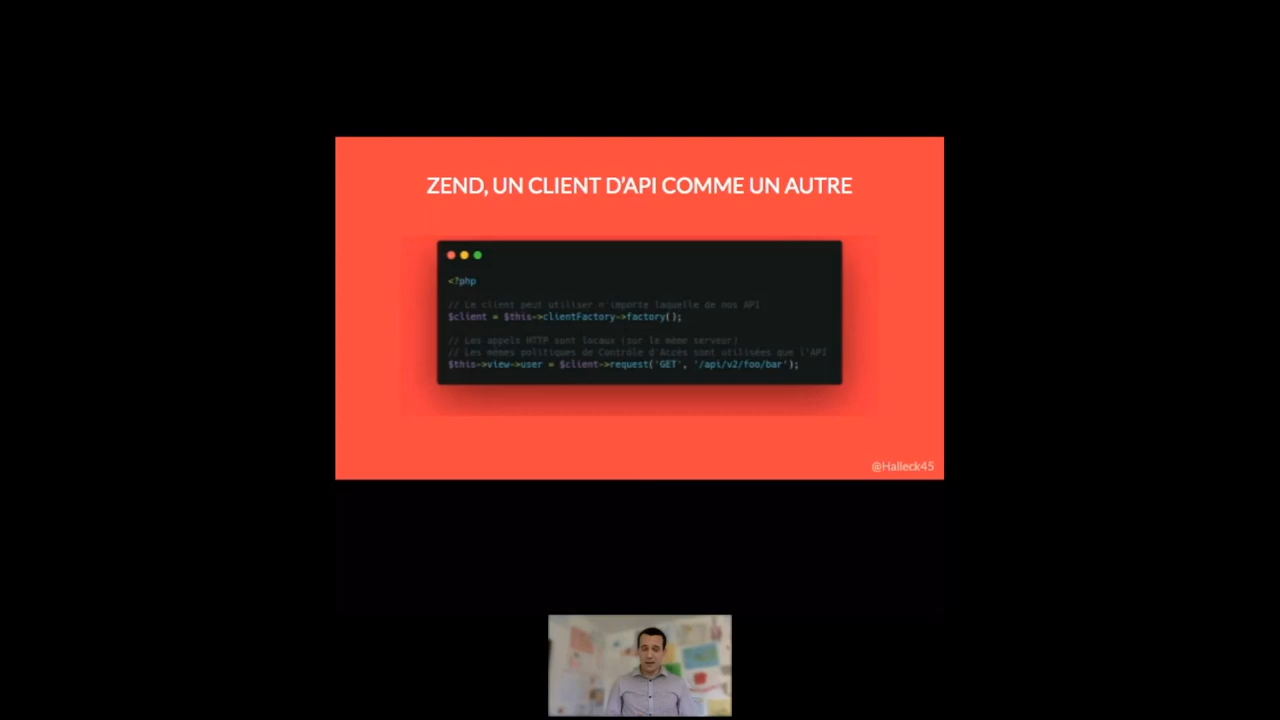 ZEND, UN CLIENT D'API COMME UN AUTRE
<?php
// Le client peut utiliser n'importe laquelle de nos API
$client = $this->clientFactory->factory();
// Les appels HTTP sont locaux (sur le même serveur)
// Les mêmes politiques de Contrôle d'Accès sont utilisées que l'API
$this->view->user = $client->request('GET', '/api/v2/foo/bar');
@Halleck45